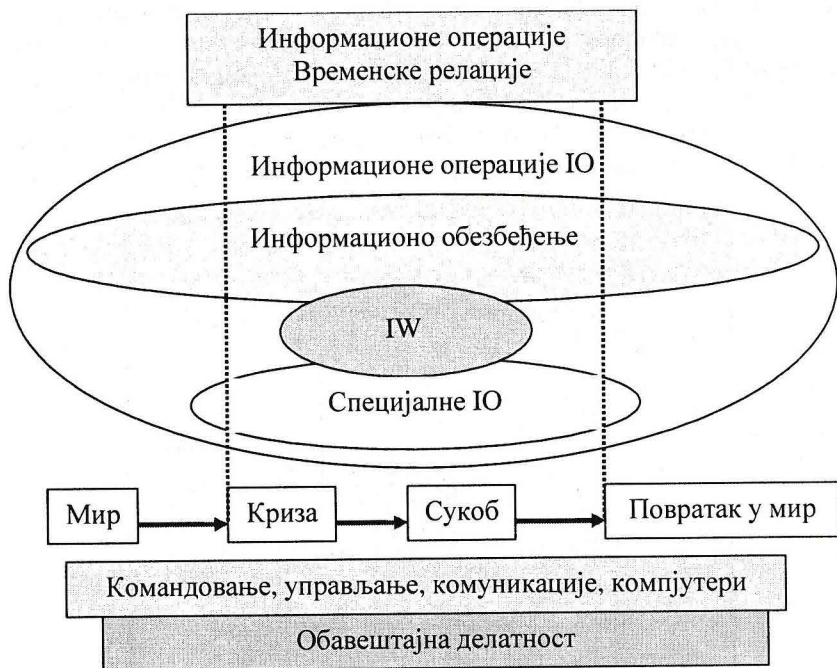 Информационе операције
Временске релације
Информационе операције IO
Информационо обезбеђење
IW
Специјалне IO
Мир
Криза
Сукоб
Повратак у мир
Командовање, управљање, комуникације, компјутери
Обавештајна делатност